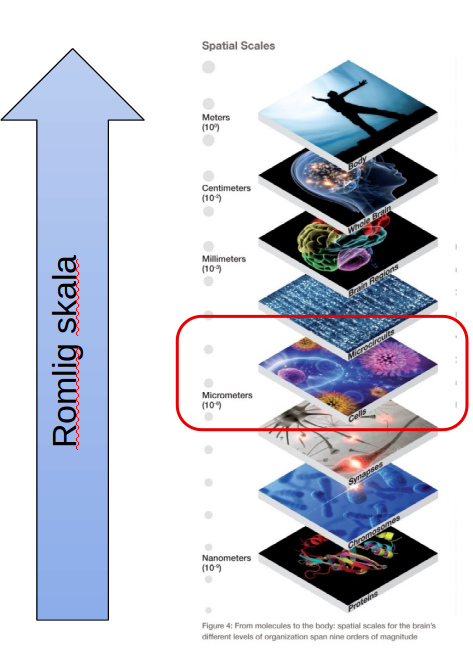 Spatial Scales
Romlig skala
Meters
(10⁰)
Body
Centimeters
(10⁻²)
Whole Brain
Millimeters
(10⁻³)
Brain Regions
Microcircuits
Micrometers
(10⁻⁶)
Cells
Synapses
Chromosomes
Nanometers
(10⁻⁹)
Proteins
Figure 4: From molecules to the body: spatial scales for the brain's
different levels of organization span nine orders of magnitude